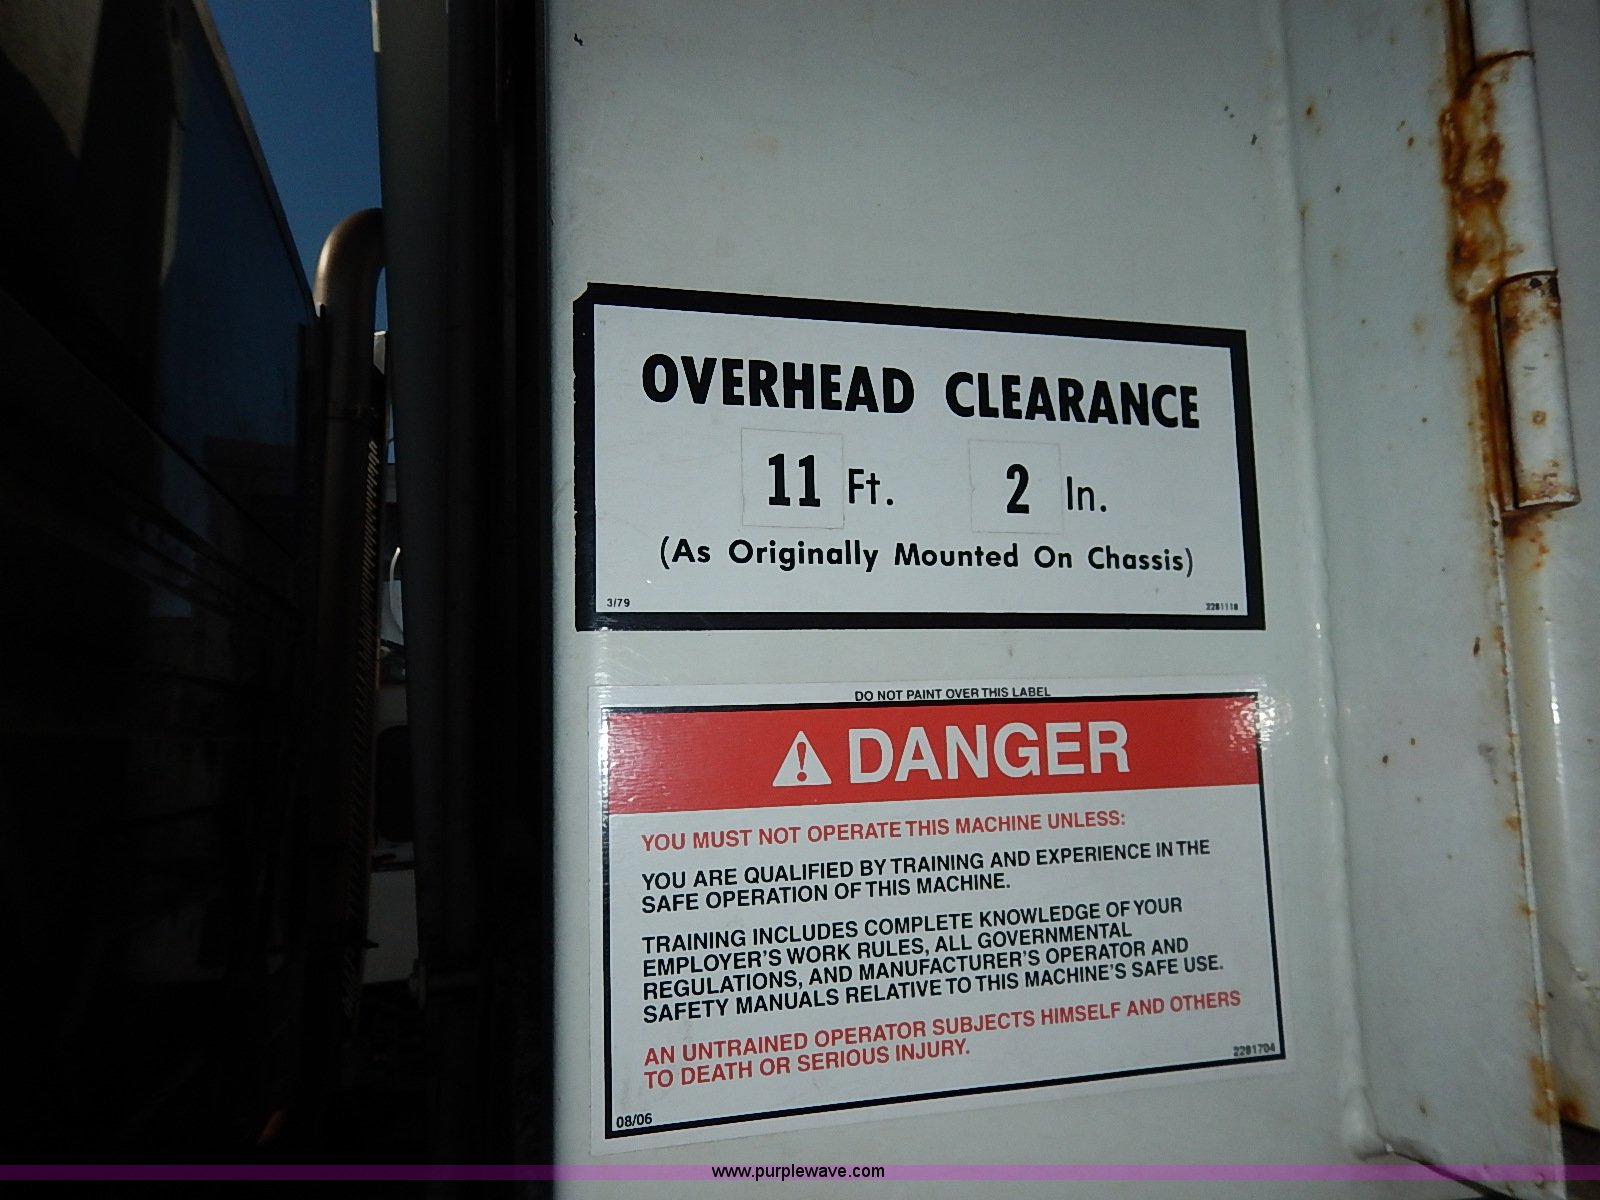 OVERHEAD CLEARANCE
11 Ft. 2 In.
(As Originally Mounted On Chassis)
3/79 2281118
DO NOT PAINT OVER THIS LABEL
DANGER
YOU MUST NOT OPERATE THIS MACHINE UNLESS:
YOU ARE QUALIFIED BY TRAINING AND EXPERIENCE IN THE
SAFE OPERATION OF THIS MACHINE.
TRAINING INCLUDES COMPLETE KNOWLEDGE OF YOUR
EMPLOYER'S WORK RULES, ALL GOVERNMENTAL
REGULATIONS, AND MANUFACTURER'S OPERATOR AND
SAFETY MANUALS RELATIVE TO THIS MACHINE'S SAFE USE.
AN UNTRAINED OPERATOR SUBJECTS HIMSELF AND OTHERS
TO DEATH OR SERIOUS INJURY.
2281704
08/06
www.purplewave.com